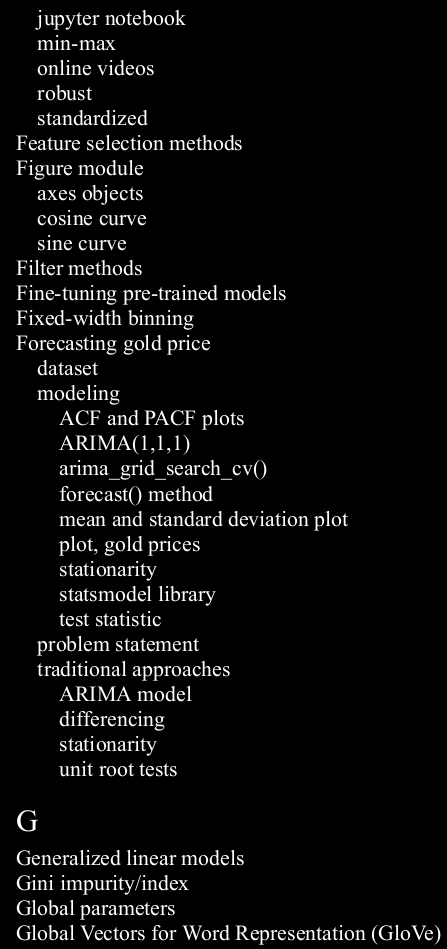 jupyter notebook
min-max
online videos
robust
standardized
Feature selection methods
Figure module
axes objects
cosine curve
sine curve
Filter methods
Fine-tuning pre-trained models
Fixed-width binning
Forecasting gold price
dataset
modeling
ACF and PACF plots
ARIMA(1,1,1)
arima_grid_search_cv()
forecast() method
mean and standard deviation plot
plot, gold prices
stationarity
statsmodel library
test statistic
problem statement
traditional approaches
ARIMA model
differencing
stationarity
unit root tests
G
Generalized linear models
Gini impurity/index
Global parameters
Global Vectors for Word Representation (GloVe)